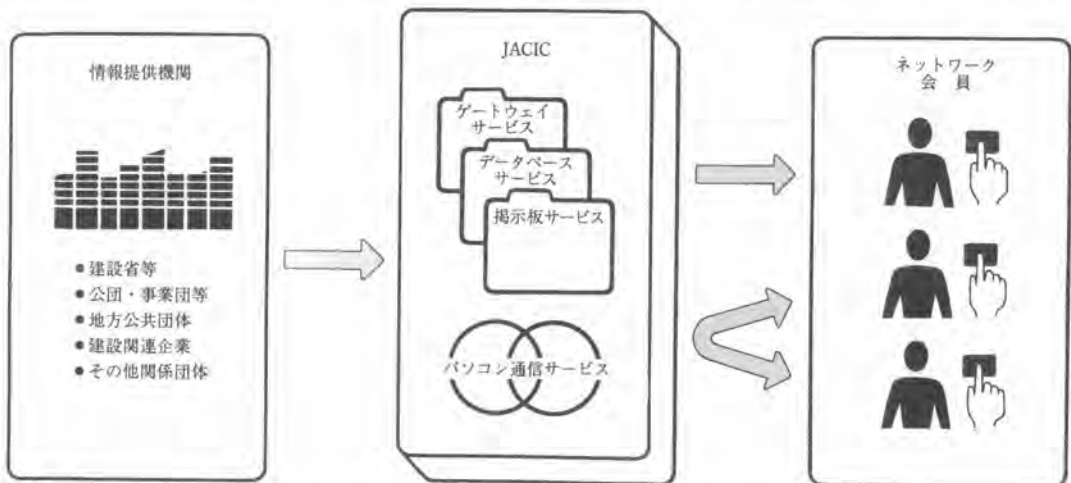 情報提供機関
●建設省等
●公団・事業団等
●地方公共団体
●建設関連企業
●その他関係団体
JACIC
ゲートウェイ
サービス
データベース
サービス
掲示板サービス
パソコン通信サービス
ネットワーク
会 員